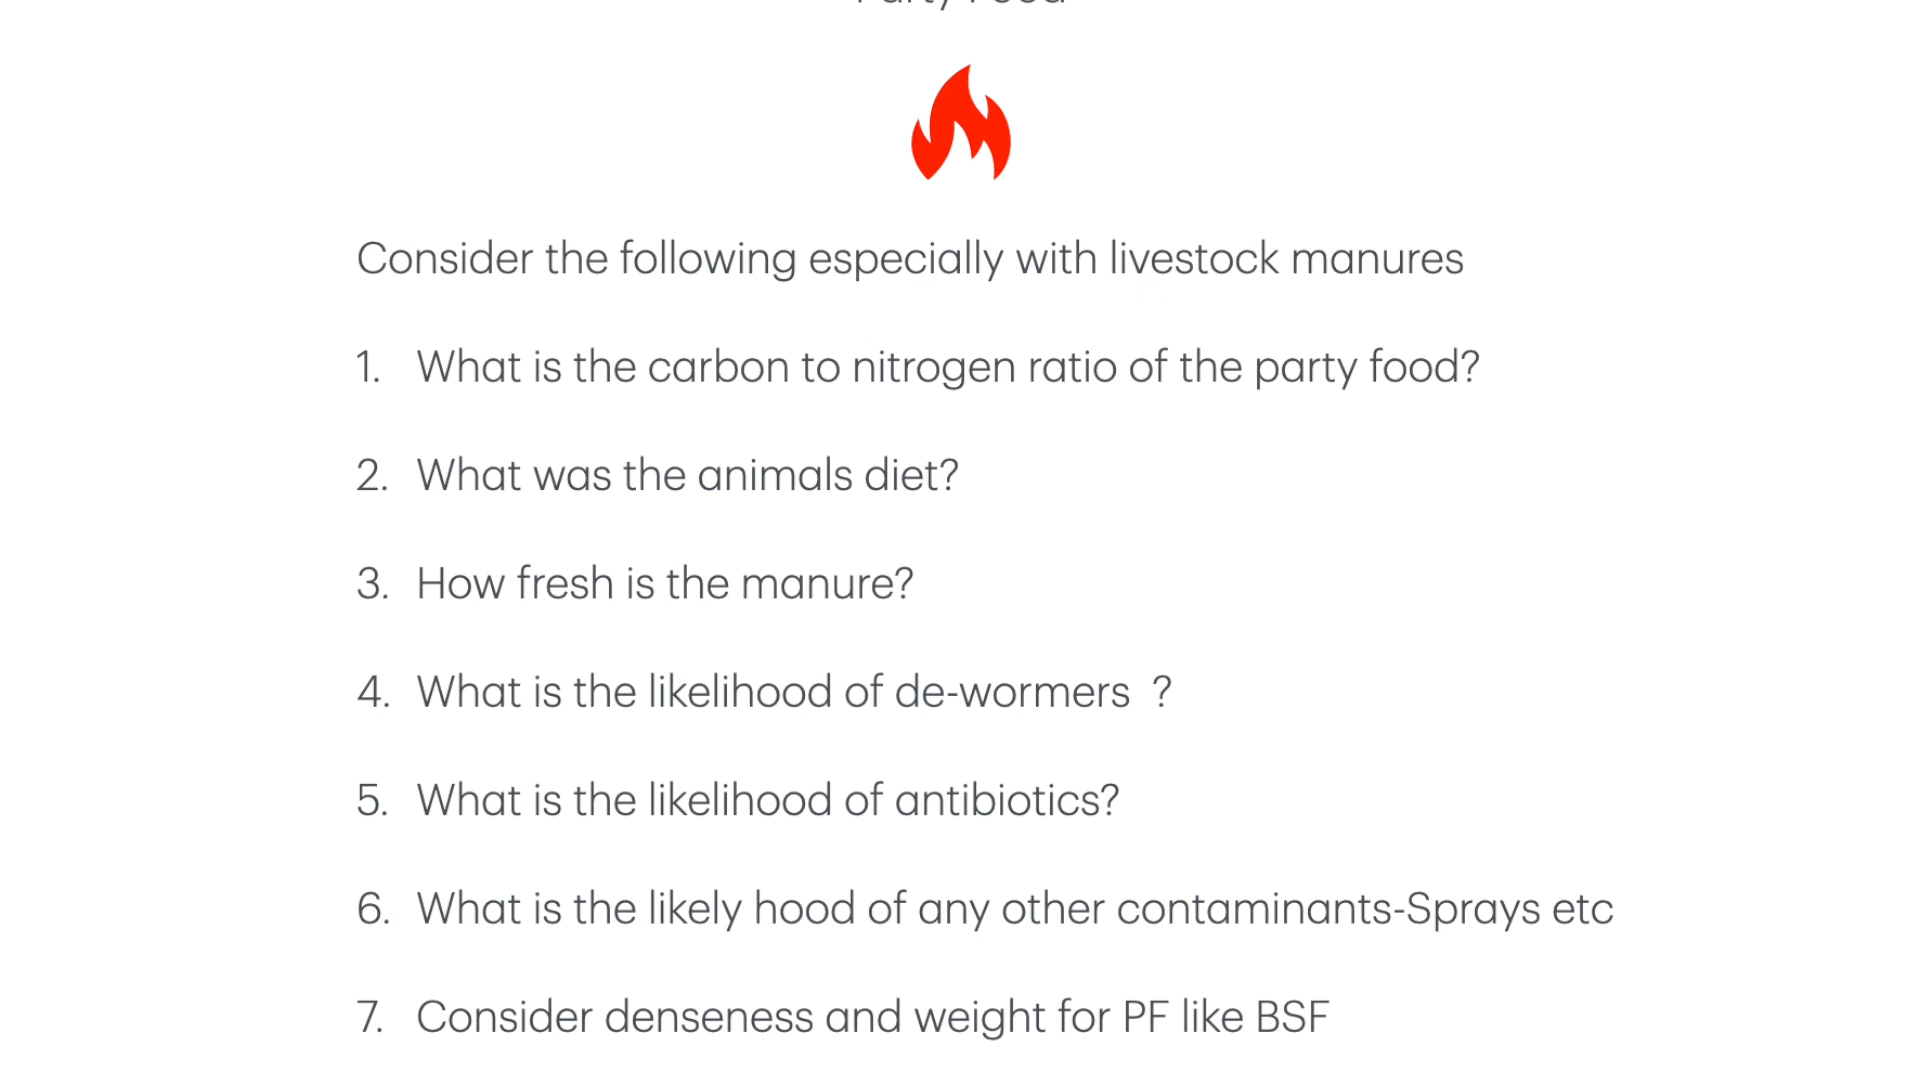 Party Food
Consider the following especially with livestock manures
1. What is the carbon to nitrogen ratio of the party food?
2. What was the animals diet?
3. How fresh is the manure?
4. What is the likelihood of de-wormers ?
5. What is the likelihood of antibiotics?
6. What is the likely hood of any other contaminants-Sprays etc
7. Consider denseness and weight for PF like BSF